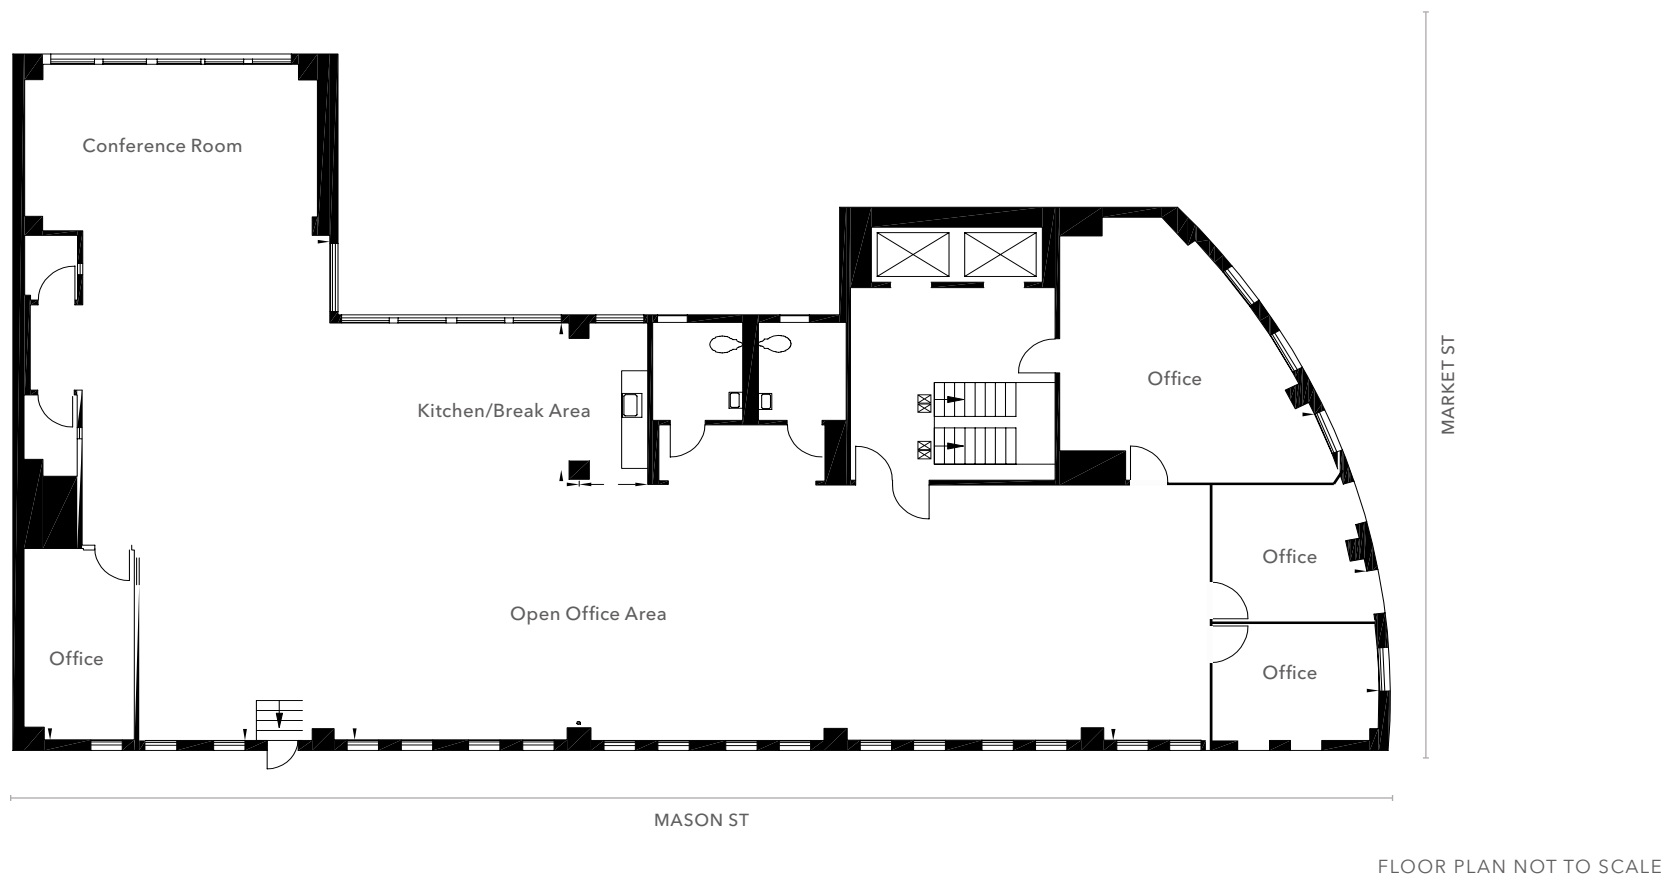 Conference Room
MARKET ST
Office
Kitchen/Break Area
Office
Open Office Area
Office
Office
MASON ST
FLOOR PLAN NOT TO SCALE